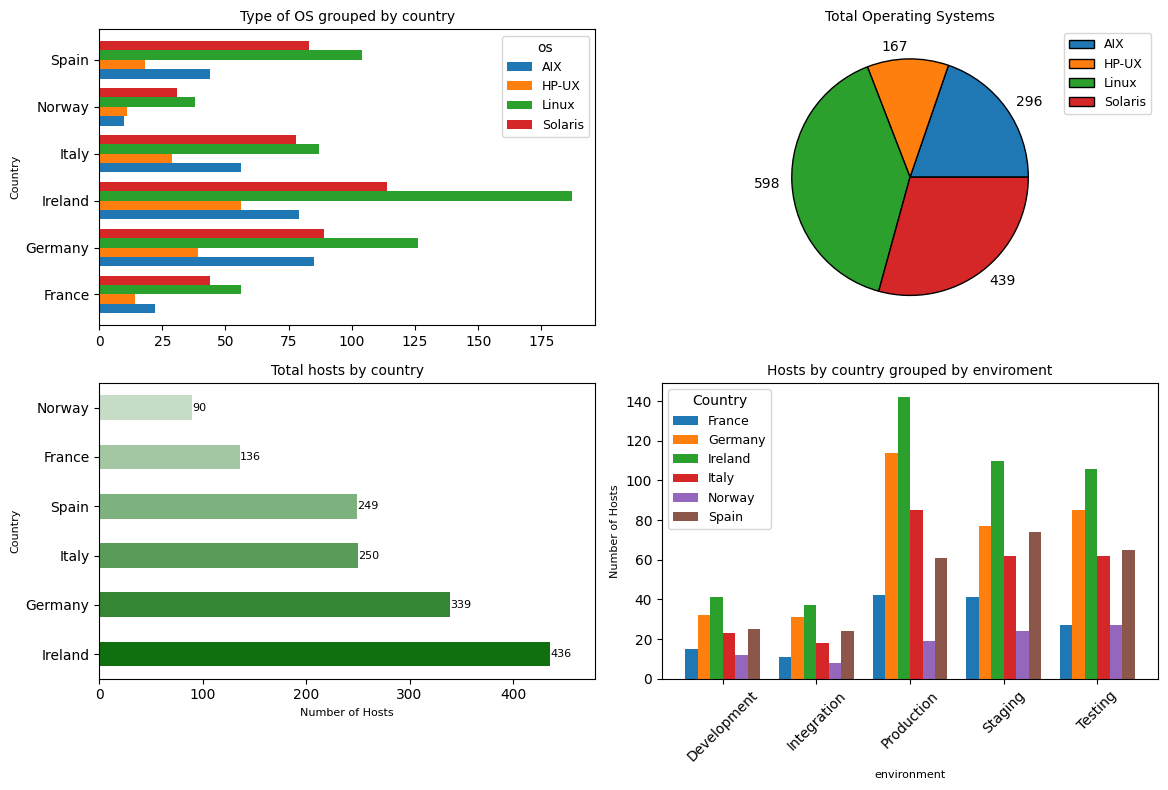 Type of OS grouped by country
Country
Spain
Norway
Italy
Ireland
Germany
France
0 25 50 75 100 125 150 175
os
AIX
HP-UX
Linux
Solaris
Total Operating Systems
167
296
598
439
AIX
HP-UX
Linux
Solaris
Total hosts by country
Country
Norway 90
France 136
Spain 249
Italy 250
Germany 339
Ireland 436
0 100 200 300 400
Number of Hosts
Hosts by country grouped by enviroment
Number of Hosts
140
120
100
80
60
40
20
0
Country
France
Germany
Ireland
Italy
Norway
Spain
Development Integration Production Staging Testing
environment